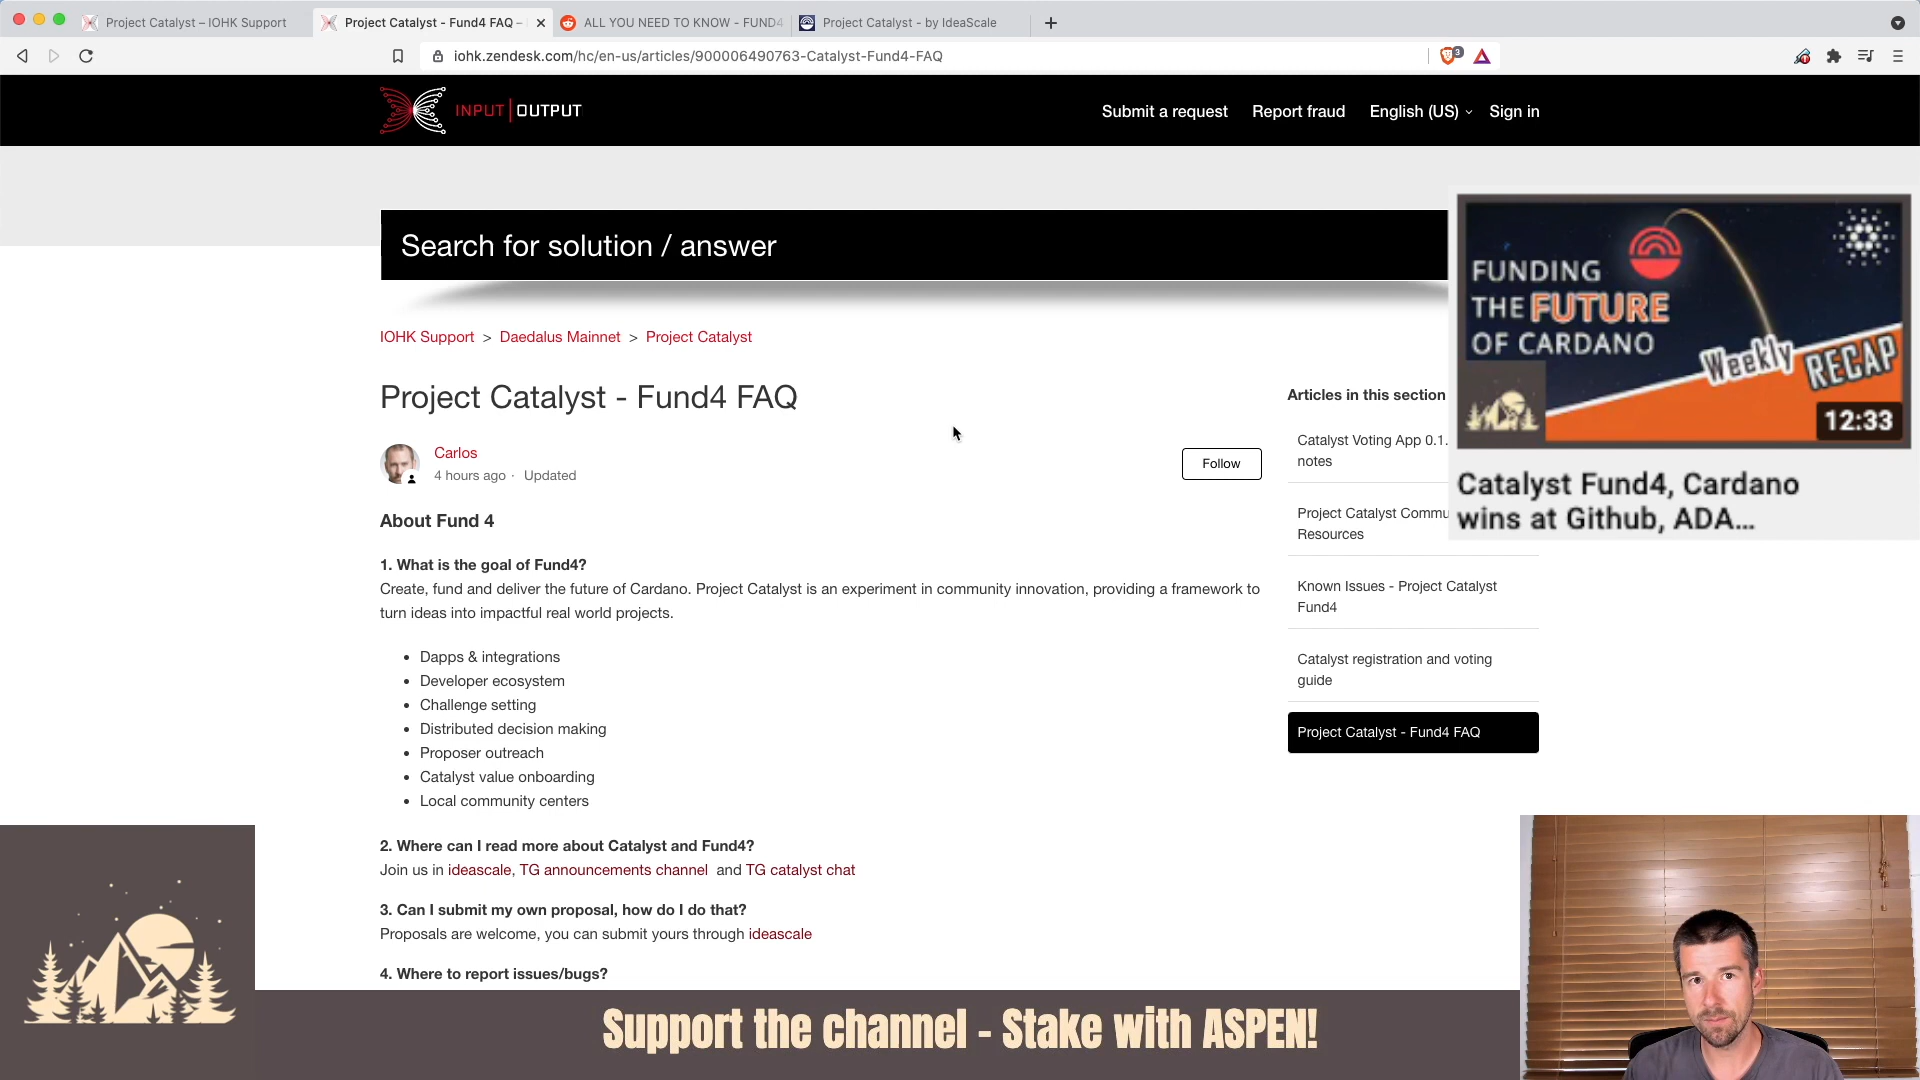 Project Catalyst – IOHK Support
Project Catalyst - Fund4 FAQ –
ALL YOU NEED TO KNOW - FUND4
Project Catalyst - by IdeaScale
iohk.zendesk.com/hc/en-us/articles/900006490763-Catalyst-Fund4-FAQ
3
INPUT | OUTPUT
Submit a request
Report fraud
English (US)
Sign in
Search for solution / answer
IOHK Support > Daedalus Mainnet > Project Catalyst
Project Catalyst - Fund4 FAQ
Carlos
4 hours ago · Updated
Follow
About Fund 4
1. What is the goal of Fund4?
Create, fund and deliver the future of Cardano. Project Catalyst is an experiment in community innovation, providing a framework to
turn ideas into impactful real world projects.
• Dapps & integrations
• Developer ecosystem
• Challenge setting
• Distributed decision making
• Proposer outreach
• Catalyst value onboarding
• Local community centers
2. Where can I read more about Catalyst and Fund4?
Join us in ideascale, TG announcements channel and TG catalyst chat
3. Can I submit my own proposal, how do I do that?
Proposals are welcome, you can submit yours through ideascale
4. Where to report issues/bugs?
Articles in this section
Catalyst Voting App 0.1.
notes
Project Catalyst Commu
Resources
Known Issues - Project Catalyst
Fund4
Catalyst registration and voting
guide
Project Catalyst - Fund4 FAQ
FUNDING
THE FUTURE
OF CARDANO
Weekly
RECAP
12:33
Catalyst Fund4, Cardano
wins at Github, ADA...
Support the channel - Stake with ASPEN!